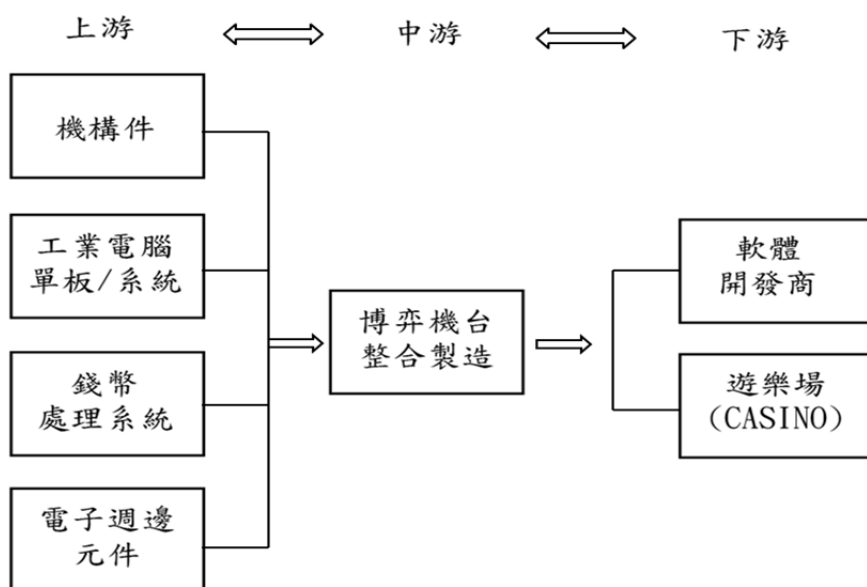 上游
中游
下游
機構件
工業電腦
單板/系統
錢幣
處理系統
電子週邊
元件
博弈機台
整合製造
軟體
開發商
遊樂場
(CASINO)